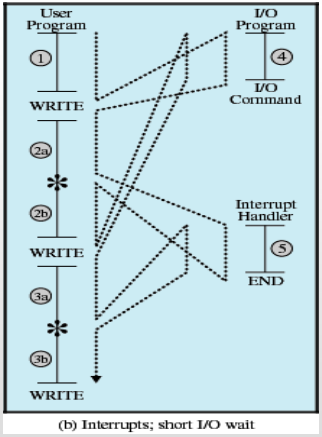 User
Program
I/O
Program
1
4
WRITE
I/O
Command
2a
*
2b
Interrupt
Handler
5
WRITE
END
3a
*
3b
WRITE
(b) Interrupts; short I/O wait